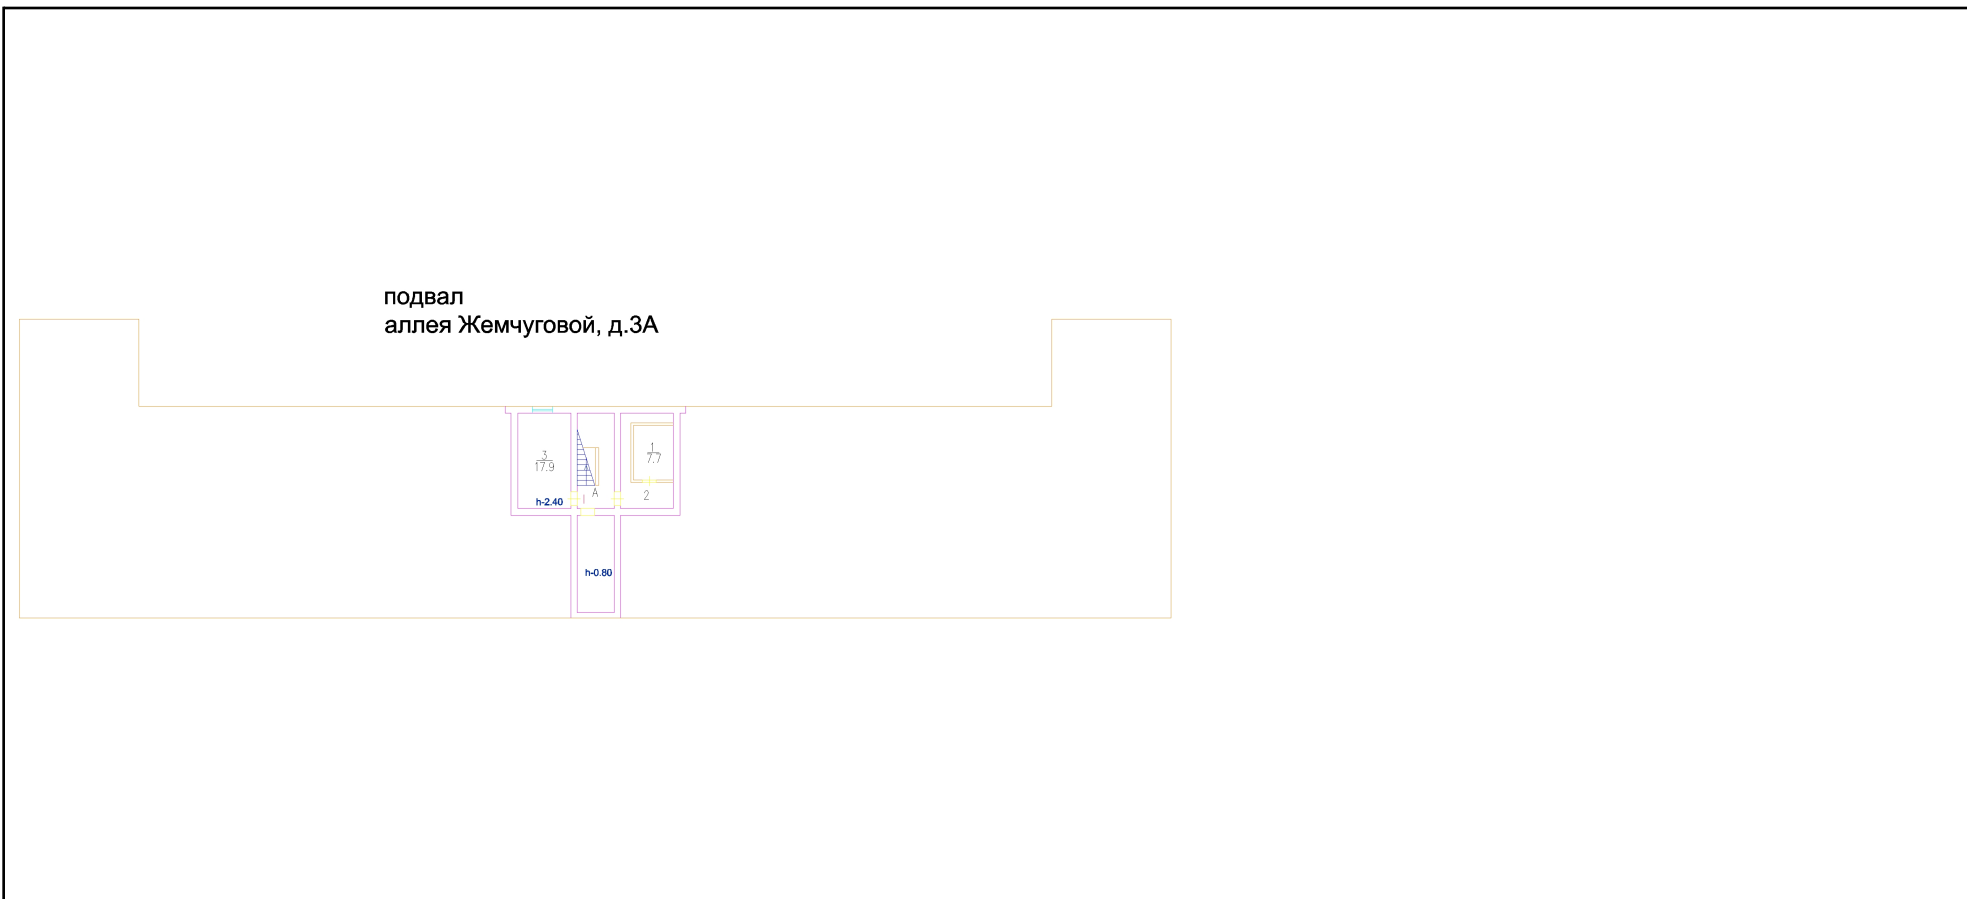 подвал
аллея Жемчуговой, д.3А
3
17.9
1
7.7
h-2.40
I
А
2
h-0.80